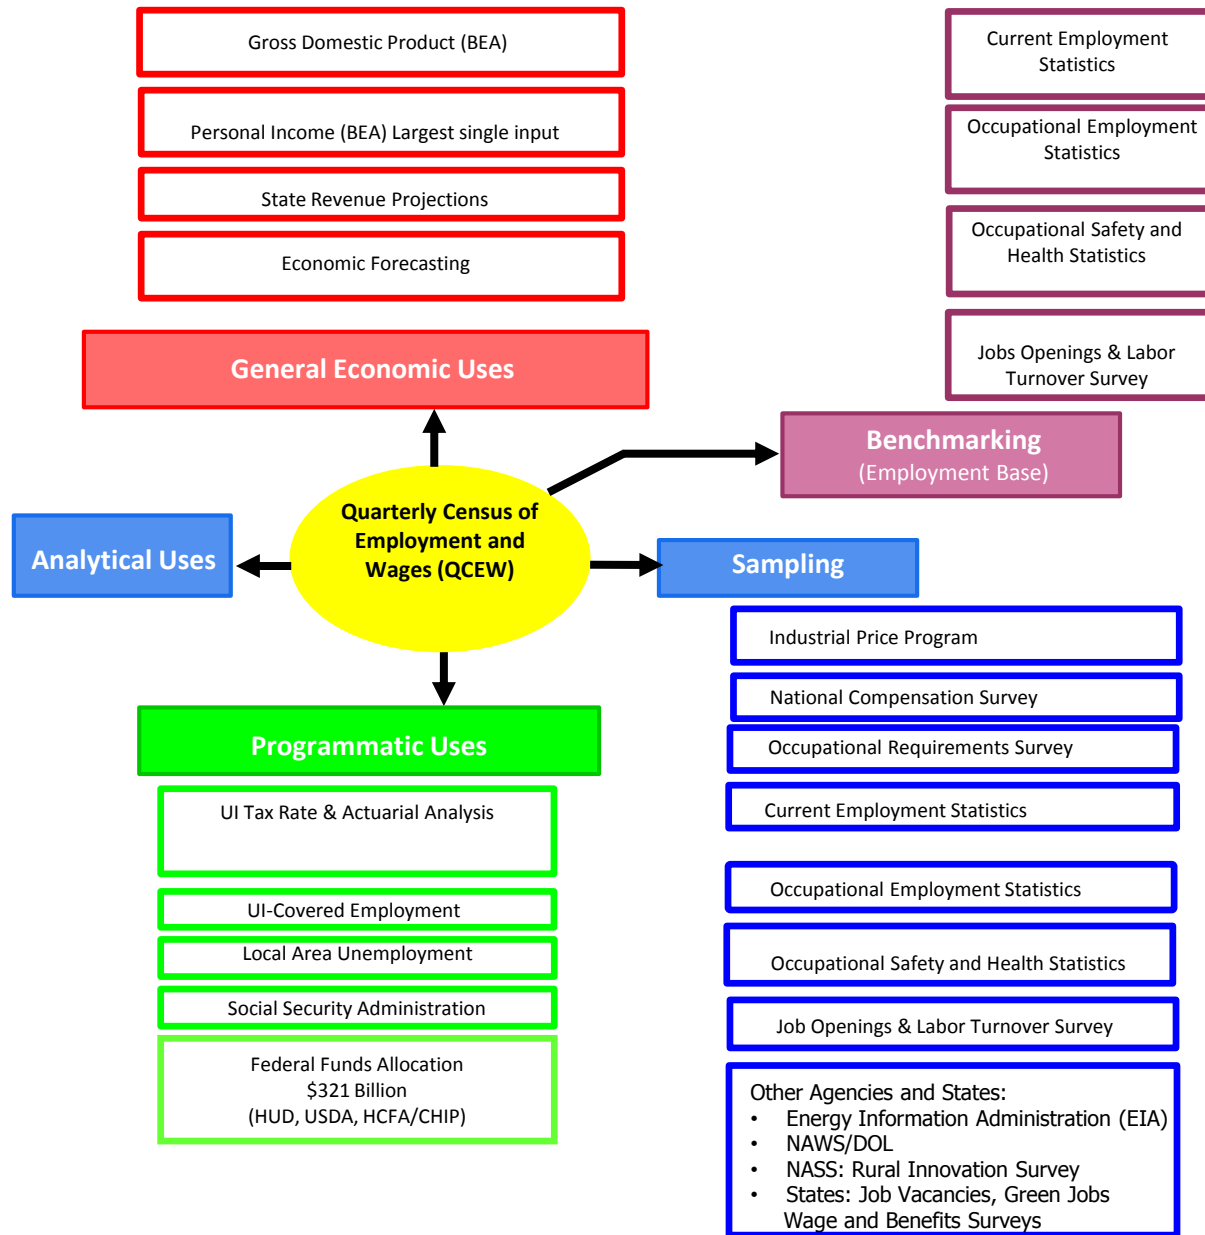 Gross Domestic Product (BEA)
Personal Income (BEA) Largest single input
State Revenue Projections
Economic Forecasting
General Economic Uses
Current Employment
Statistics
Occupational Employment
Statistics
Occupational Safety and
Health Statistics
Jobs Openings & Labor
Turnover Survey
Benchmarking
(Employment Base)
Quarterly Census of
Employment and
Wages (QCEW)
Analytical Uses
Sampling
Industrial Price Program
National Compensation Survey
Occupational Requirements Survey
Current Employment Statistics
Occupational Employment Statistics
Occupational Safety and Health Statistics
Job Openings & Labor Turnover Survey
Other Agencies and States:
• Energy Information Administration (EIA)
• NAWS/DOL
• NASS: Rural Innovation Survey
• States: Job Vacancies, Green Jobs
Wage and Benefits Surveys
Programmatic Uses
UI Tax Rate & Actuarial Analysis
UI-Covered Employment
Local Area Unemployment
Social Security Administration
Federal Funds Allocation
$321 Billion
(HUD, USDA, HCFA/CHIP)